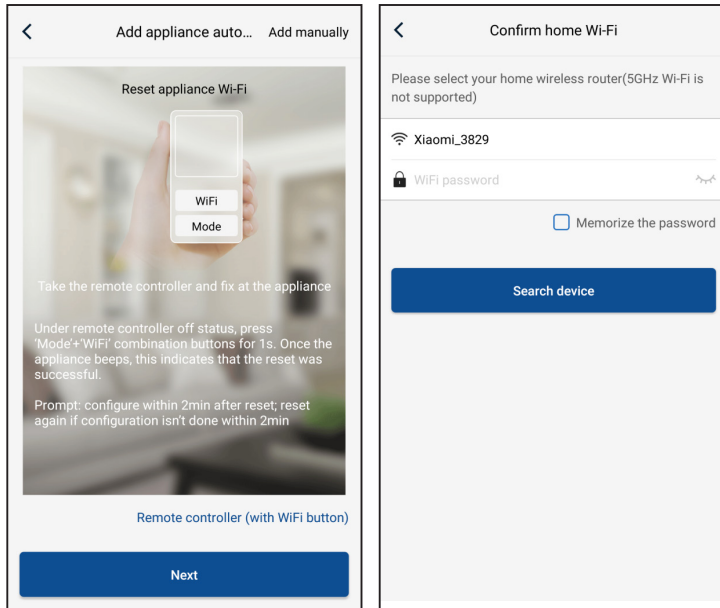 Add appliance auto... Add manually
Reset appliance Wi-Fi
WiFi
Mode
Take the remote controller and fix at the appliance
Under remote controller off status, press
‘Mode’+‘WiFi’ combination buttons for 1s. Once the
appliance beeps, this indicates that the reset was
successful.
Prompt: configure within 2min after reset; reset
again if configuration isn't done within 2min
Remote controller (with WiFi button)
Next
Confirm home Wi-Fi
Please select your home wireless router(5GHz Wi-Fi is
not supported)
Xiaomi_3829
WiFi password
Memorize the password
Search device